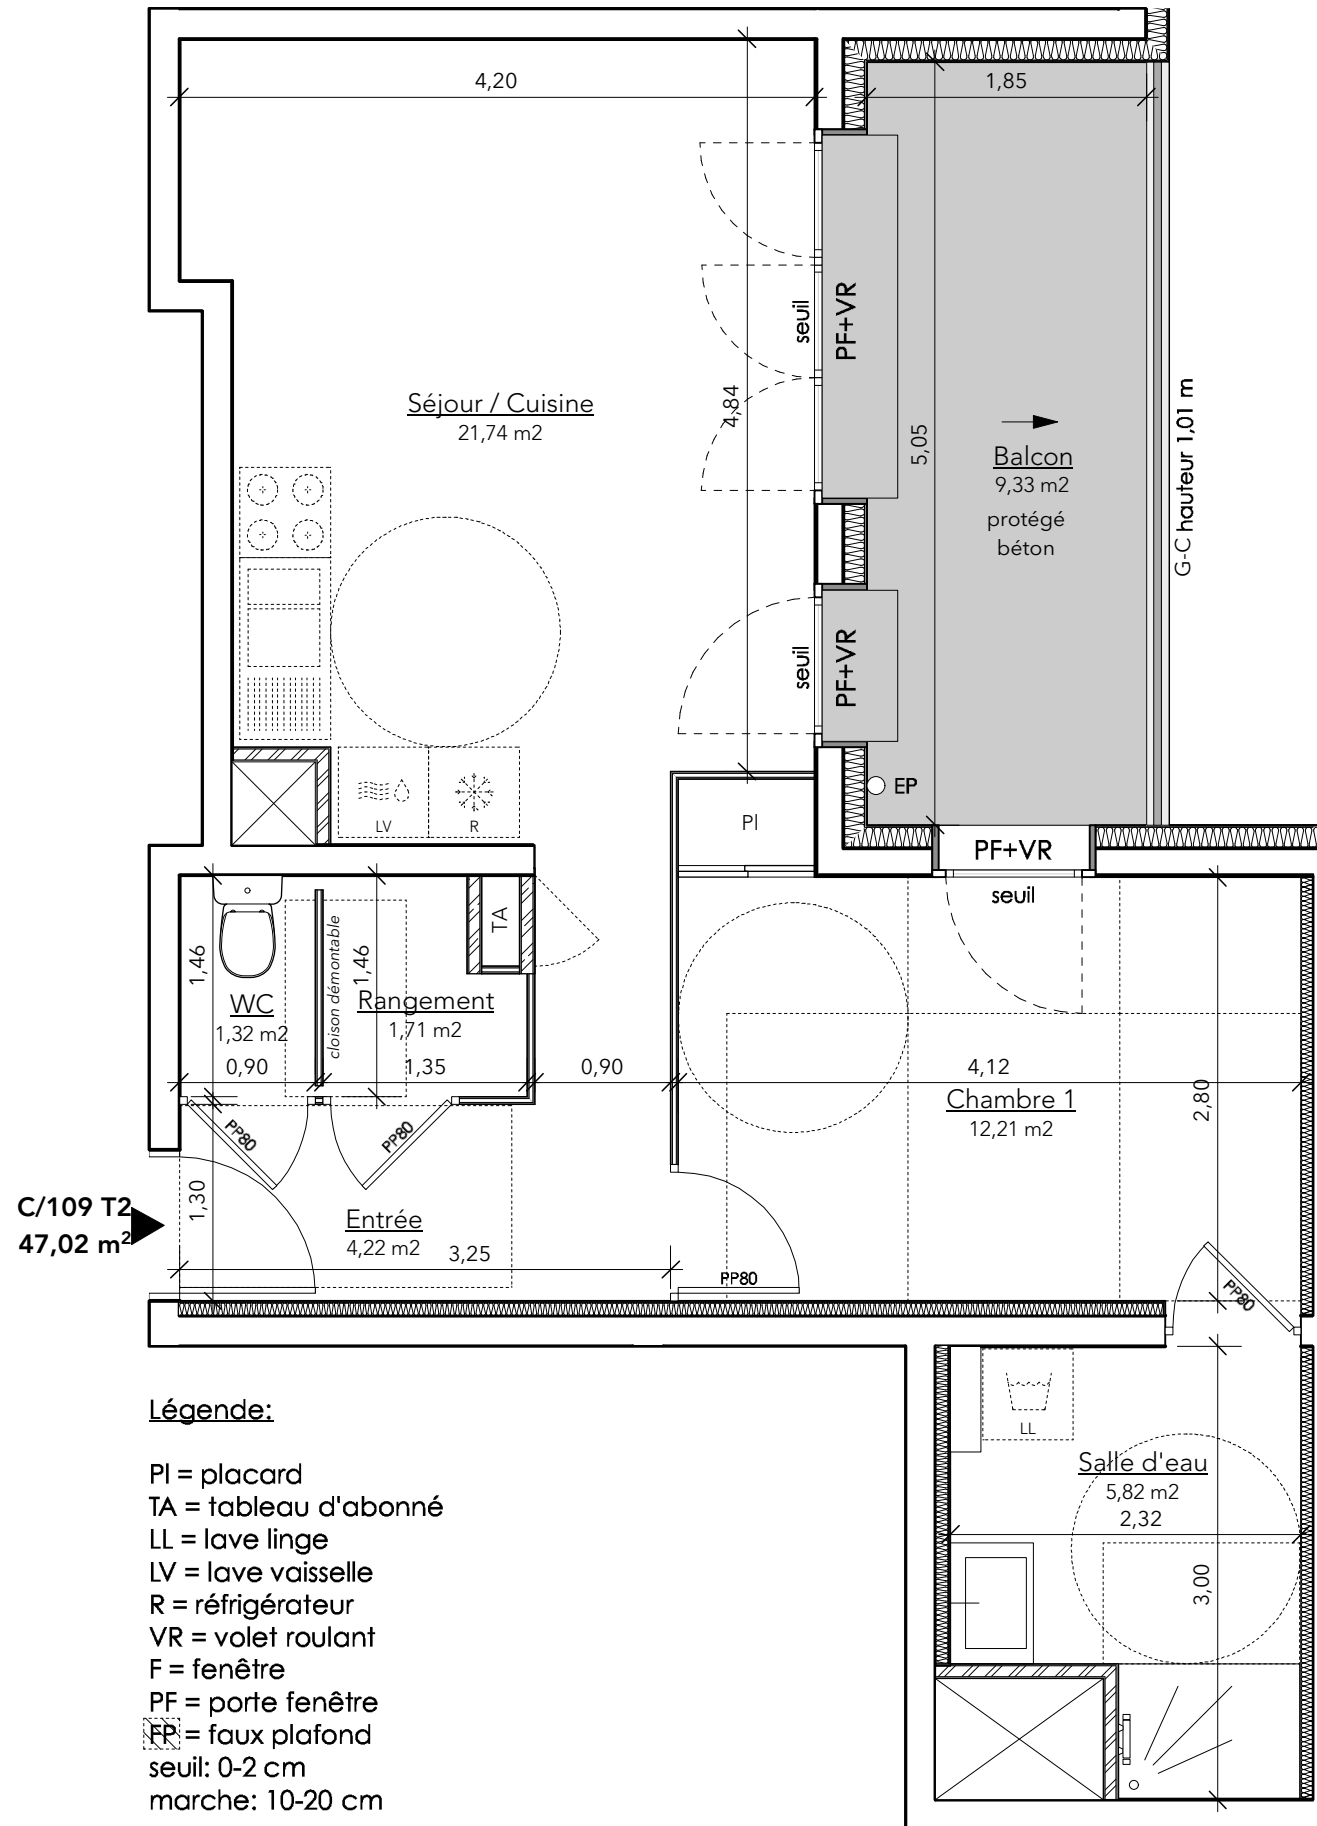 4,20
1,85
seuil
PF+VR
4,84
Séjour / Cuisine
21,74 m2
5,05
Balcon
9,33 m2
protégé
béton
G-C hauteur 1,01 m
seuil
PF+VR
EP
LV
R
Pl
PF+VR
seuil
TA
1,46
cloison démontable
1,46
WC
1,32 m2
Rangement
1,71 m2
0,90
1,35
0,90
4,12
Chambre 1
12,21 m2
2,80
PP80
PP80
1,30
C/109 T2
47,02 m²
Entrée
4,22 m2
3,25
PP80
PP80
LL
Salle d'eau
5,82 m2
2,32
3,00
Légende:
Pl = placard
TA = tableau d'abonné
LL = lave linge
LV = lave vaisselle
R = réfrigérateur
VR = volet roulant
F = fenêtre
PF = porte fenêtre
FP = faux plafond
seuil: 0-2 cm
marche: 10-20 cm